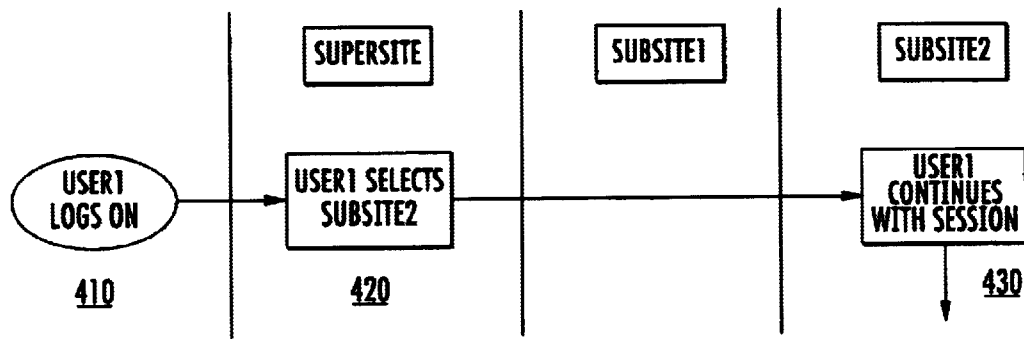 SUPERSITE
SUBSITE1
SUBSITE2
USER1
LOGS ON
USER1 SELECTS
SUBSITE2
USER1
CONTINUES
WITH SESSION
410
420
430